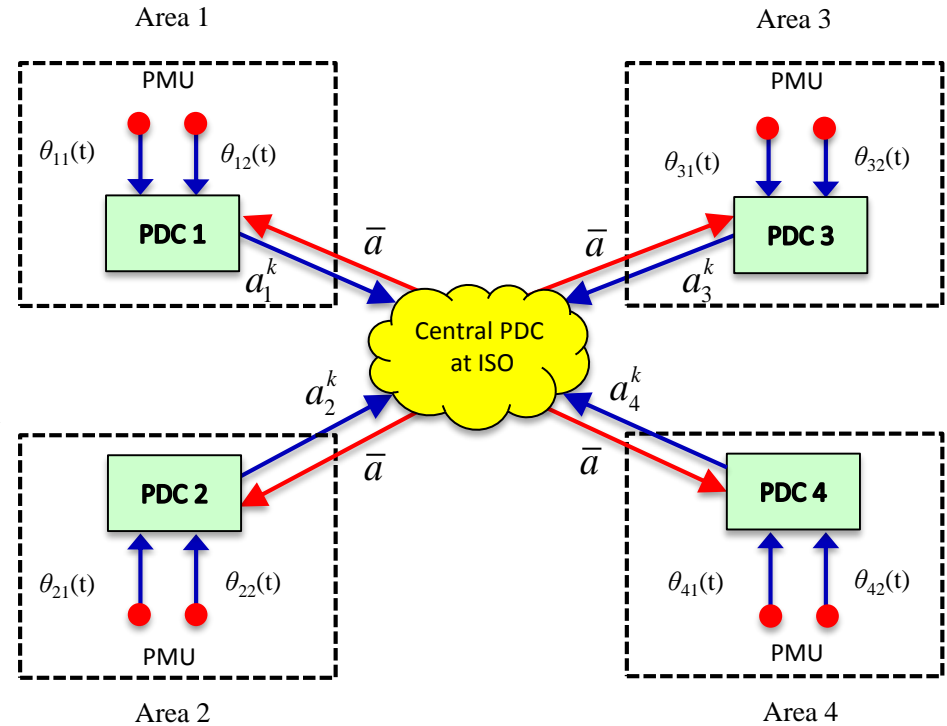 Area 1
PMU
θ11(t)
θ12(t)
PDC 1
a̅
a₁ᵏ
Area 3
PMU
θ31(t)
θ32(t)
PDC 3
a̅
a₃ᵏ
Central PDC
at ISO
a₂ᵏ
a̅
PDC 2
θ21(t)
θ22(t)
PMU
Area 2
a₄ᵏ
a̅
PDC 4
θ41(t)
θ42(t)
PMU
Area 4